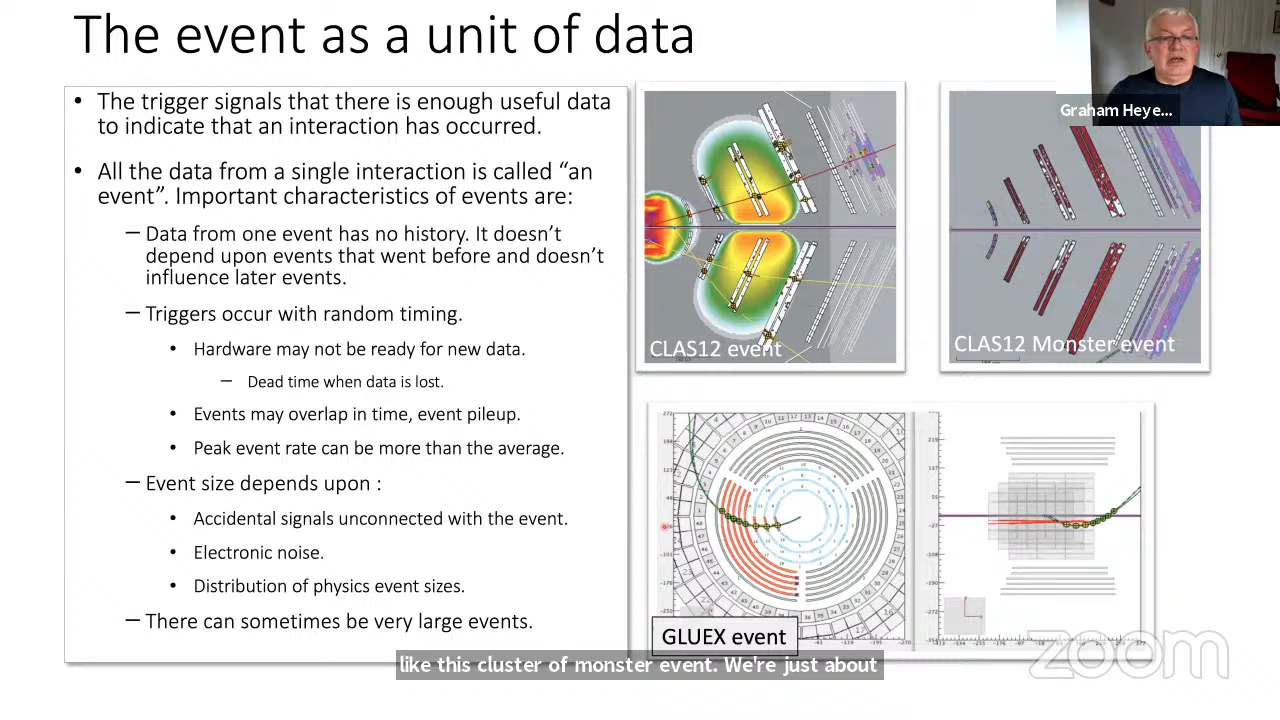 The event as a unit of data
Graham Heye...
• The trigger signals that there is enough useful data
to indicate that an interaction has occurred.
• All the data from a single interaction is called “an
event”. Important characteristics of events are:
– Data from one event has no history. It doesn’t
depend upon events that went before and doesn’t
influence later events.
– Triggers occur with random timing.
• Hardware may not be ready for new data.
– Dead time when data is lost.
• Events may overlap in time, event pileup.
• Peak event rate can be more than the average.
– Event size depends upon :
• Accidental signals unconnected with the event.
• Electronic noise.
• Distribution of physics event sizes.
– There can sometimes be very large events.
CLAS12 event
CLAS12 Monster event
GLUEX event
like this cluster of monster event. We're just about
zoom